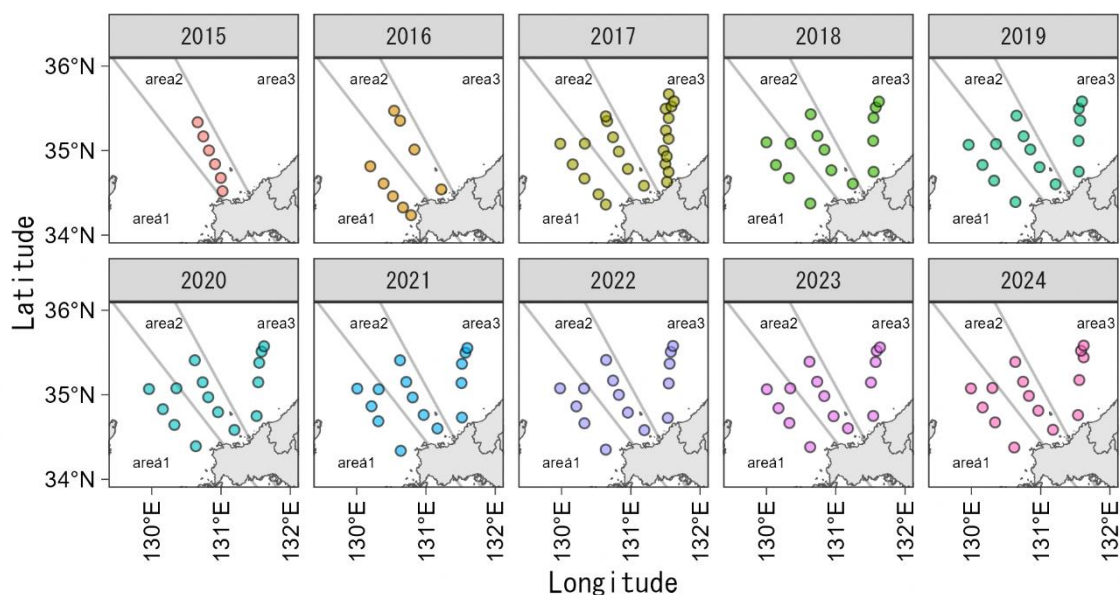 2015 2016 2017 2018 2019
36°N
area2 area3 area2 area3 area2 area3 area2 area3 area2 area3
35°N
area1 area1 area1 area1 area1
34°N
Latitude
2020 2021 2022 2023 2024
36°N
area2 area3 area2 area3 area2 area3 area2 area3 area2 area3
35°N
area1 area1 area1 area1 area1
34°N
130°E 131°E 132°E 130°E 131°E 132°E 130°E 131°E 132°E 130°E 131°E 132°E 130°E 131°E 132°E
Longitude